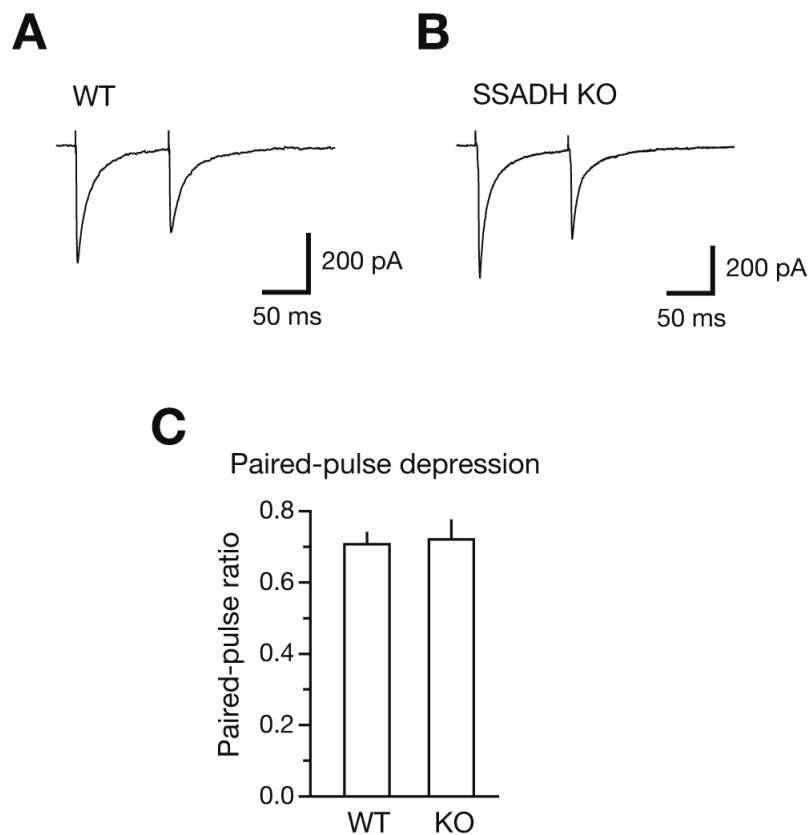 A
B
WT
SSADH KO
200 pA
50 ms
200 pA
50 ms
C
Paired-pulse depression
Paired-pulse ratio
0.8
0.6
0.4
0.2
0.0
WT
KO